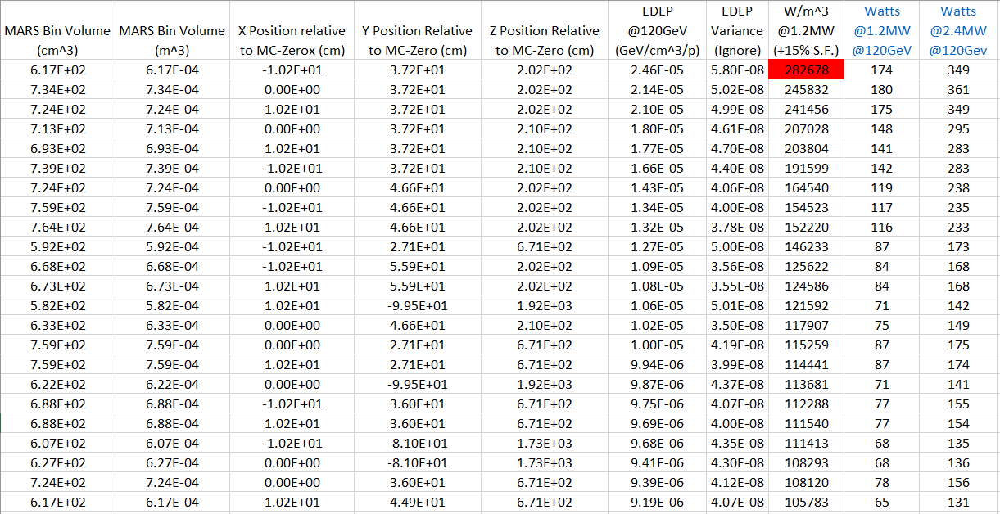 MARS Bin Volume (cm^3) MARS Bin Volume (m^3) X Position relative to MC-Zerox (cm) Y Position Relative to MC-Zero (cm) Z Position Relative to MC-Zero (cm) EDEP @120GeV (GeV/cm^3/p) EDEP Variance (Ignore) W/m^3 @1.2MW (+15% S.F.) Watts @1.2MW @120GeV Watts @2.4MW @120Gev
6.17E+02 6.17E-04 -1.02E+01 3.72E+01 2.02E+02 2.46E-05 5.80E-08 282678 174 349
7.34E+02 7.34E-04 0.00E+00 3.72E+01 2.02E+02 2.14E-05 5.02E-08 245832 180 361
7.24E+02 7.24E-04 1.02E+01 3.72E+01 2.02E+02 2.10E-05 4.99E-08 241456 175 349
7.13E+02 7.13E-04 0.00E+00 3.72E+01 2.10E+02 1.80E-05 4.61E-08 207028 148 295
6.93E+02 6.93E-04 1.02E+01 3.72E+01 2.10E+02 1.77E-05 4.70E-08 203804 141 283
7.39E+02 7.39E-04 -1.02E+01 3.72E+01 2.10E+02 1.66E-05 4.40E-08 191599 142 283
7.24E+02 7.24E-04 0.00E+00 4.66E+01 2.02E+02 1.43E-05 4.06E-08 164540 119 238
7.59E+02 7.59E-04 -1.02E+01 4.66E+01 2.02E+02 1.34E-05 4.00E-08 154523 117 235
7.64E+02 7.64E-04 1.02E+01 4.66E+01 2.02E+02 1.32E-05 3.78E-08 152220 116 233
5.92E+02 5.92E-04 -1.02E+01 2.71E+01 6.71E+02 1.27E-05 5.00E-08 146233 87 173
6.68E+02 6.68E-04 -1.02E+01 5.59E+01 2.02E+02 1.09E-05 3.56E-08 125622 84 168
6.73E+02 6.73E-04 1.02E+01 5.59E+01 2.02E+02 1.08E-05 3.55E-08 124586 84 168
5.82E+02 5.82E-04 1.02E+01 -9.95E+01 1.92E+03 1.06E-05 5.01E-08 121592 71 142
6.33E+02 6.33E-04 0.00E+00 4.66E+01 2.10E+02 1.02E-05 3.50E-08 117907 75 149
7.59E+02 7.59E-04 0.00E+00 2.71E+01 6.71E+02 1.00E-05 4.19E-08 115259 87 175
7.59E+02 7.59E-04 1.02E+01 2.71E+01 6.71E+02 9.94E-06 3.99E-08 114441 87 174
6.22E+02 6.22E-04 0.00E+00 -9.95E+01 1.92E+03 9.87E-06 4.37E-08 113681 71 141
6.88E+02 6.88E-04 -1.02E+01 3.60E+01 6.71E+02 9.75E-06 4.07E-08 112288 77 155
6.88E+02 6.88E-04 1.02E+01 3.60E+01 6.71E+02 9.69E-06 4.00E-08 111540 77 154
6.07E+02 6.07E-04 -1.02E+01 -8.10E+01 1.73E+03 9.68E-06 4.35E-08 111413 68 135
6.27E+02 6.27E-04 0.00E+00 -8.10E+01 1.73E+03 9.41E-06 4.30E-08 108293 68 136
7.24E+02 7.24E-04 0.00E+00 3.60E+01 6.71E+02 9.39E-06 4.12E-08 108120 78 156
6.17E+02 6.17E-04 1.02E+01 4.49E+01 6.71E+02 9.19E-06 4.07E-08 105783 65 131